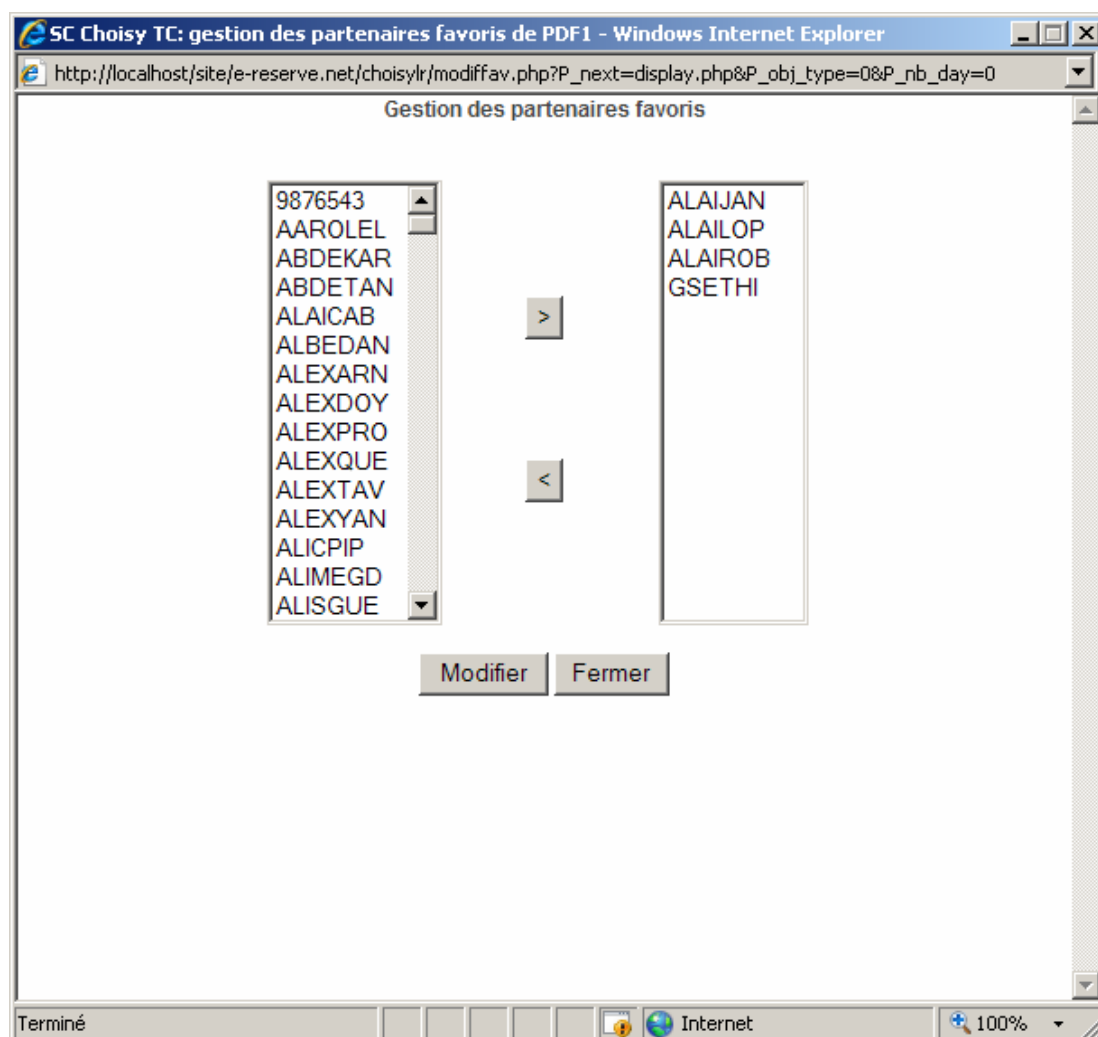 SC Choisy TC: gestion des partenaires favoris de PDF1 - Windows Internet Explorer
http://localhost/site/e-reserve.net/choisylr/modiffav.php?P_next=display.php&P_obj_type=0&P_nb_day=0
Gestion des partenaires favoris
9876543
AAROLEL
ABDEKAR
ABDETAN
ALAICAB
ALBEDAN
ALEXARN
ALEXDOY
ALEXPRO
ALEXQUE
ALEXTAV
ALEXYAN
ALICPIP
ALIMEGD
ALISGUE
>
<
ALAIJAN
ALAILOP
ALAIROB
GSETHI
Modifier Fermer
Terminé Internet 100%